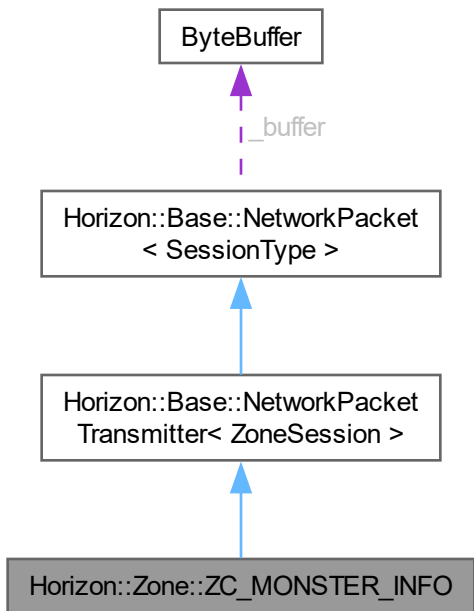 ByteBuffer
_buffer
Horizon::Base::NetworkPacket
< SessionType >
Horizon::Base::NetworkPacket
Transmitter< ZoneSession >
Horizon::Zone::ZC_MONSTER_INFO